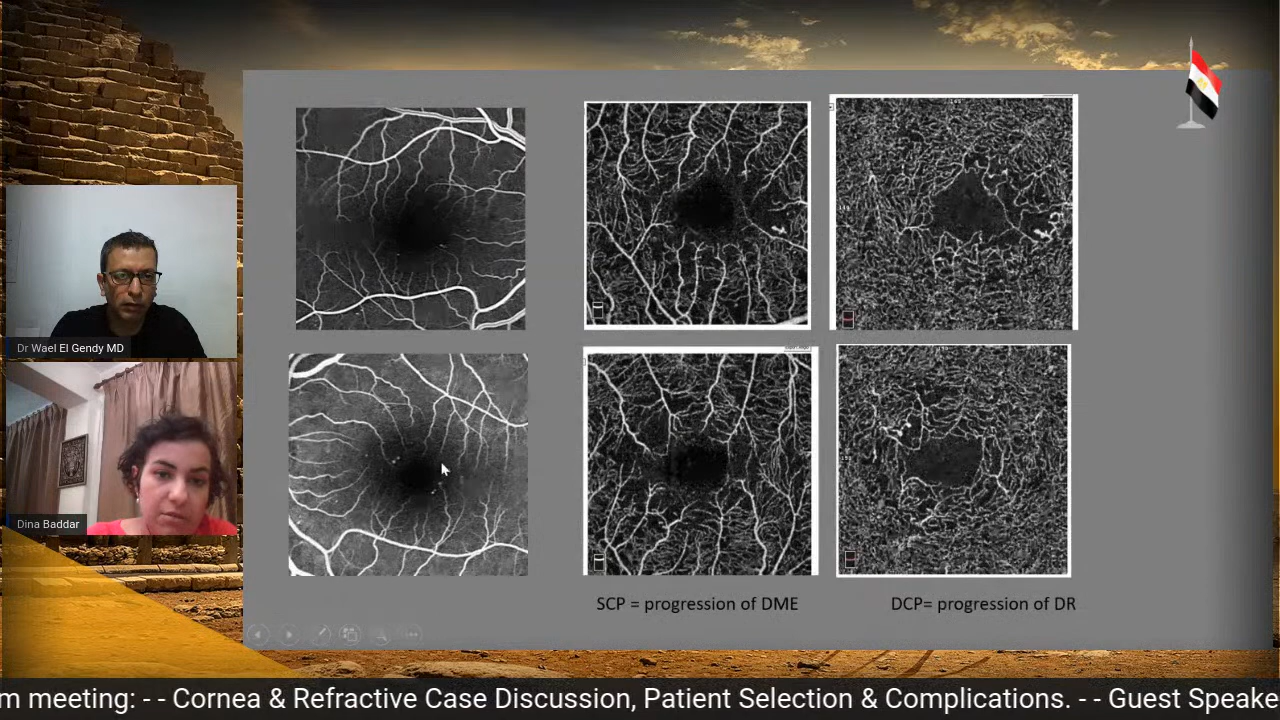 Dr Wael El Gendy MD
Dina Baddar
SCP = progression of DME
DCP= progression of DR
m meeting: - - Cornea & Refractive Case Discussion, Patient Selection & Complications. - - Guest Speake